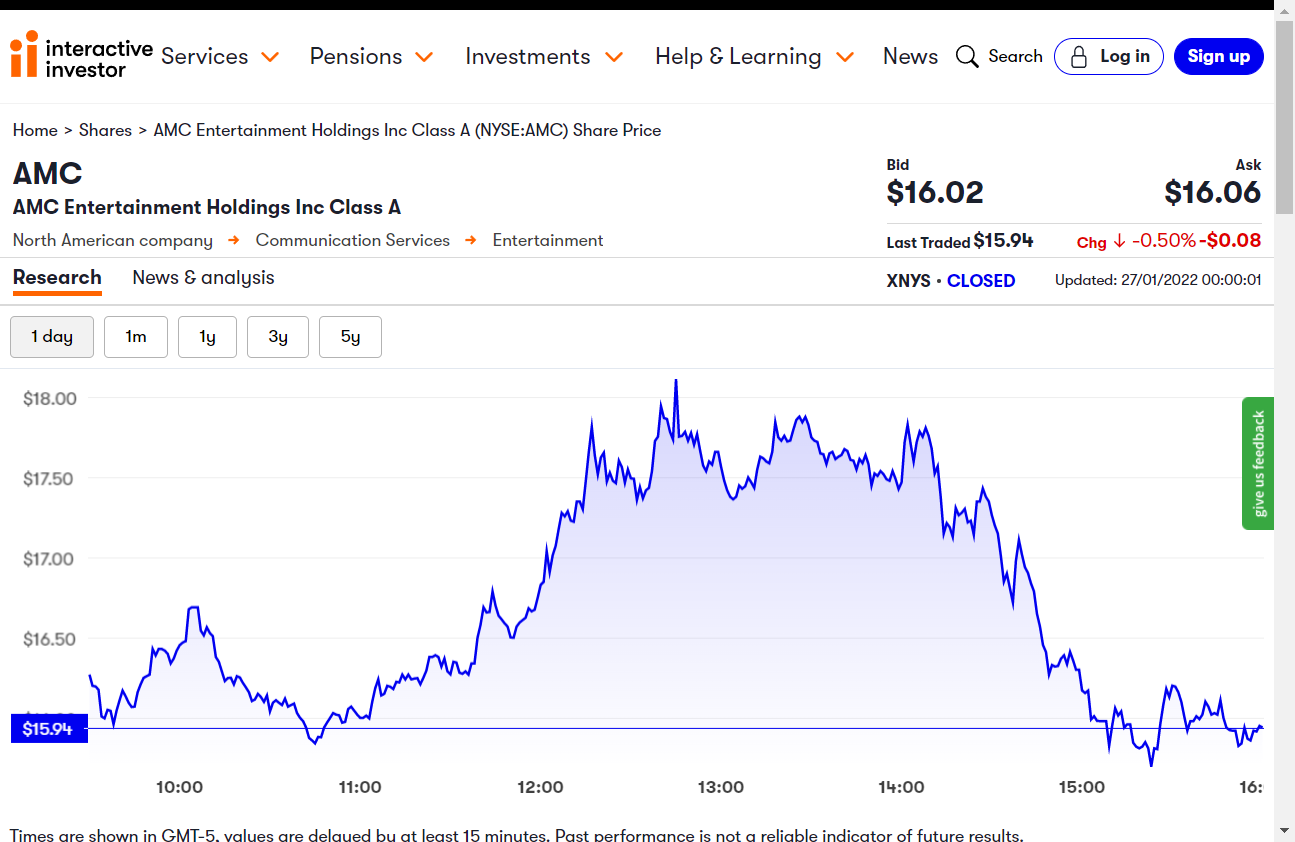 interactive investor
Services Pensions Investments Help & Learning News Search Log in Sign up
Home > Shares > AMC Entertainment Holdings Inc Class A (NYSE:AMC) Share Price
AMC
AMC Entertainment Holdings Inc Class A
North American company → Communication Services → Entertainment
Bid Ask
$16.02 $16.06
Last Traded $15.94 Chg ↓ -0.50% -$0.08
Research News & analysis
XNYS • CLOSED Updated: 27/01/2022 00:00:01
1 day 1m 1y 3y 5y
$18.00
$17.50
$17.00
$16.50
$15.94
give us feedback
10:00 11:00 12:00 13:00 14:00 15:00 16:
Times are shown in GMT-5, values are delayed by at least 15 minutes. Past performance is not a reliable indicator of future results.